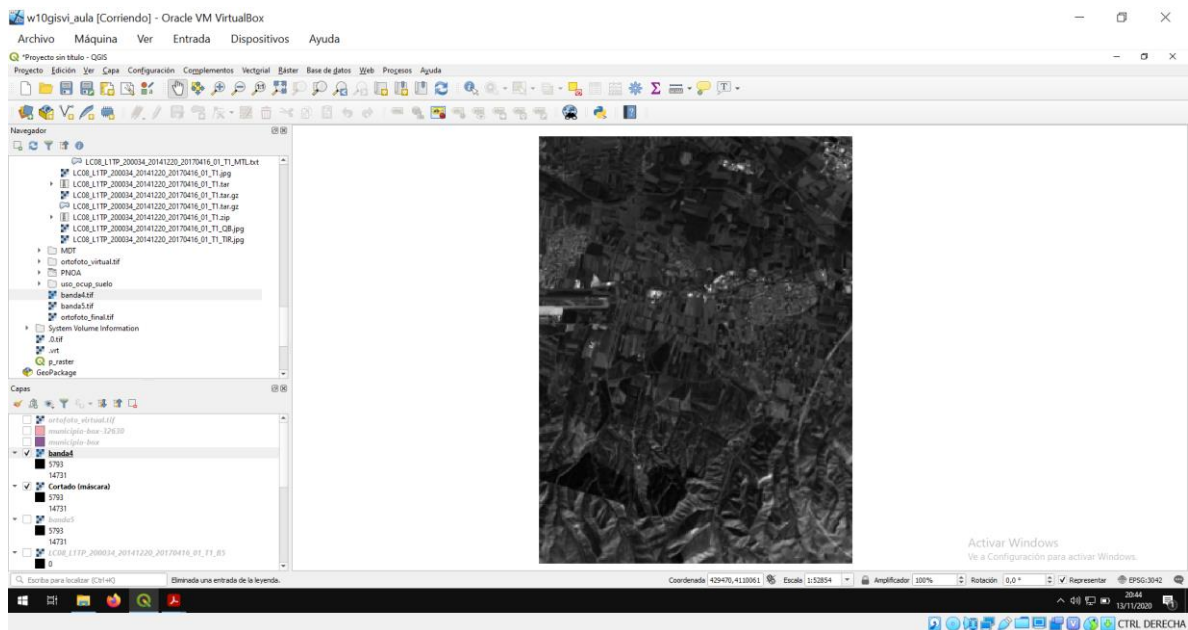 w10gisvi_aula [Corriendo] - Oracle VM VirtualBox
Archivo Máquina Ver Entrada Dispositivos Ayuda
*Proyecto sin título - QGIS
Proyecto Edición Ver Capa Configuración Complementos Vectorial Ráster Base de datos Web Procesos Ayuda
Navegador
LC08_L1TP_200034_20141220_20170416_01_T1_MTL.txt
LC08_L1TP_200034_20141220_20170416_01_T1.jpg
LC08_L1TP_200034_20141220_20170416_01_T1.tar
LC08_L1TP_200034_20141220_20170416_01_T1.tar.gz
LC08_L1TP_200034_20141220_20170416_01_T1.tar.gz
LC08_L1TP_200034_20141220_20170416_01_T1.zip
LC08_L1TP_200034_20141220_20170416_01_T1_QB.jpg
LC08_L1TP_200034_20141220_20170416_01_T1_TIR.jpg
MDT
ortofoto_virtual.tif
PNOA
uso_ocup_suelo
banda4.tif
banda5.tif
ortofoto_final.tif
System Volume Information
.0.tif
.vrt
p_raster
GeoPackage
Capas
ortofoto_virtual.tif
municipio-box-32630
municipio-box
banda4
5793
14731
Cortado (máscara)
5793
14731
banda5
5793
14731
LC08_L1TP_200034_20141220_20170416_01_T1_B5
0
Activar Windows
Ve a Configuración para activar Windows.
Escriba para localizar (Ctrl+K) Eliminada una entrada de la leyenda. Coordenada 429470,4110061 Escala 1:52854 Amplificador 100% Rotación 0,0 ° Representar EPSG:3042
20:44
13/11/2020
CTRL DERECHA